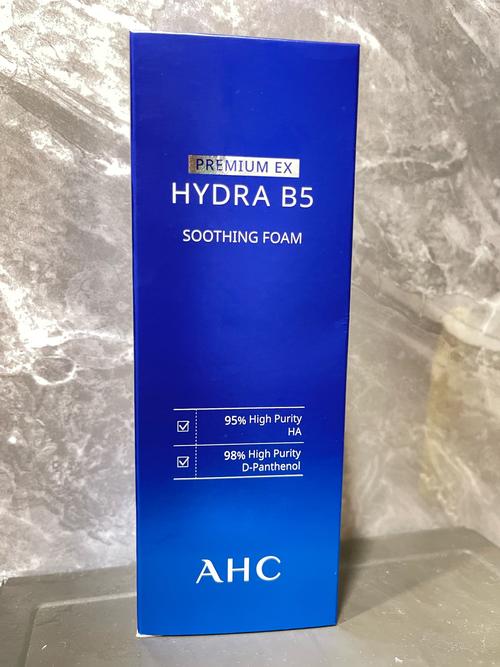 PREMIUM EX
HYDRA B5
SOOTHING FOAM
95% High Purity
HA
98% High Purity
D-Panthenol
AHC